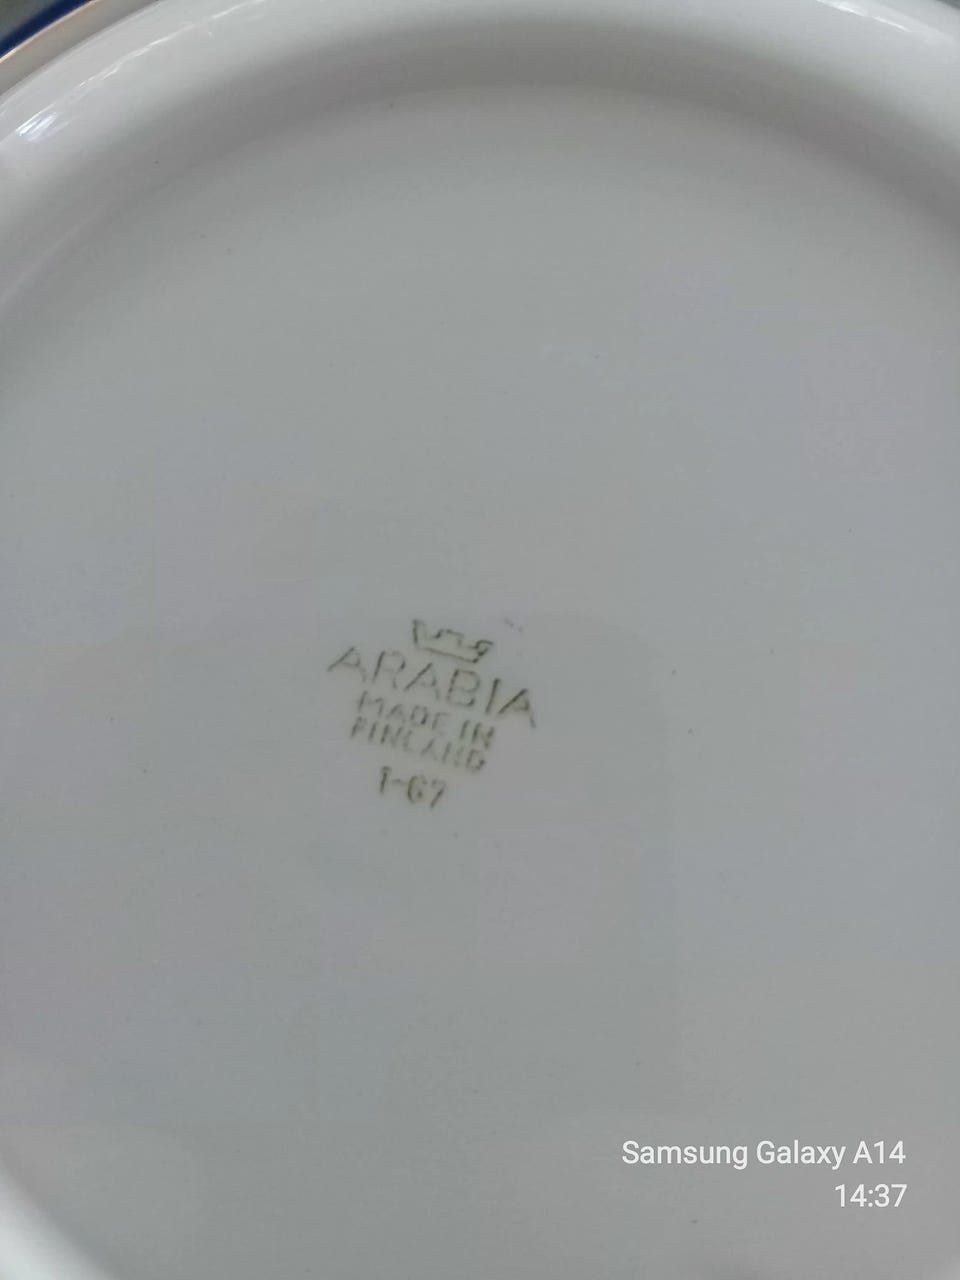 ARABIA
MADE IN
FINLAND
1-67
Samsung Galaxy A14
14:37